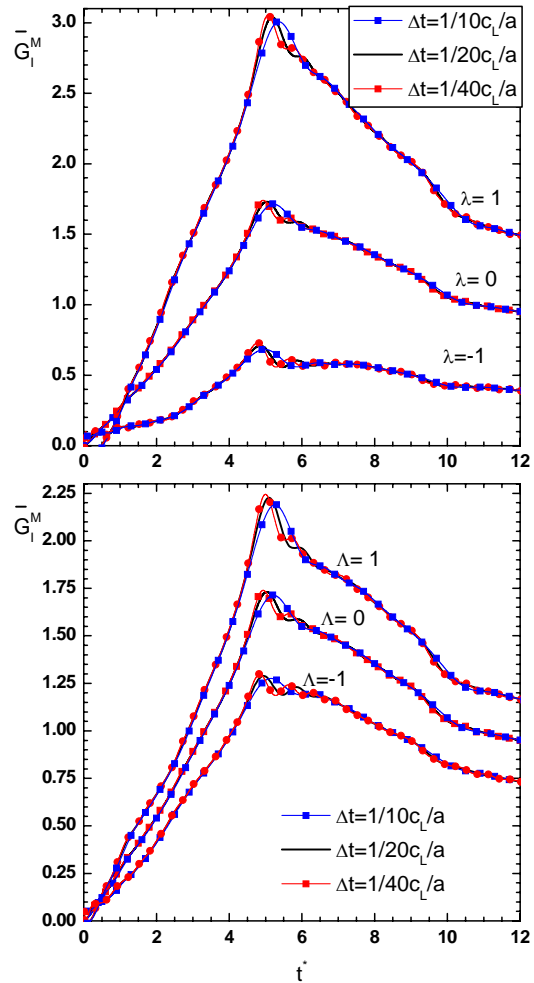 G̅ᴵᴹ
3.0
2.5
2.0
1.5
1.0
0.5
0.0
0 2 4 6 8 10 12
Δt=1/10c_L/a
Δt=1/20c_L/a
Δt=1/40c_L/a
λ= 1
λ= 0
λ=-1
G̅ᴵᴹ
2.25
2.00
1.75
1.50
1.25
1.00
0.75
0.50
0.25
0.00
0 2 4 6 8 10 12
Λ= 1
Λ= 0
Λ=-1
Δt=1/10c_L/a
Δt=1/20c_L/a
Δt=1/40c_L/a
t*